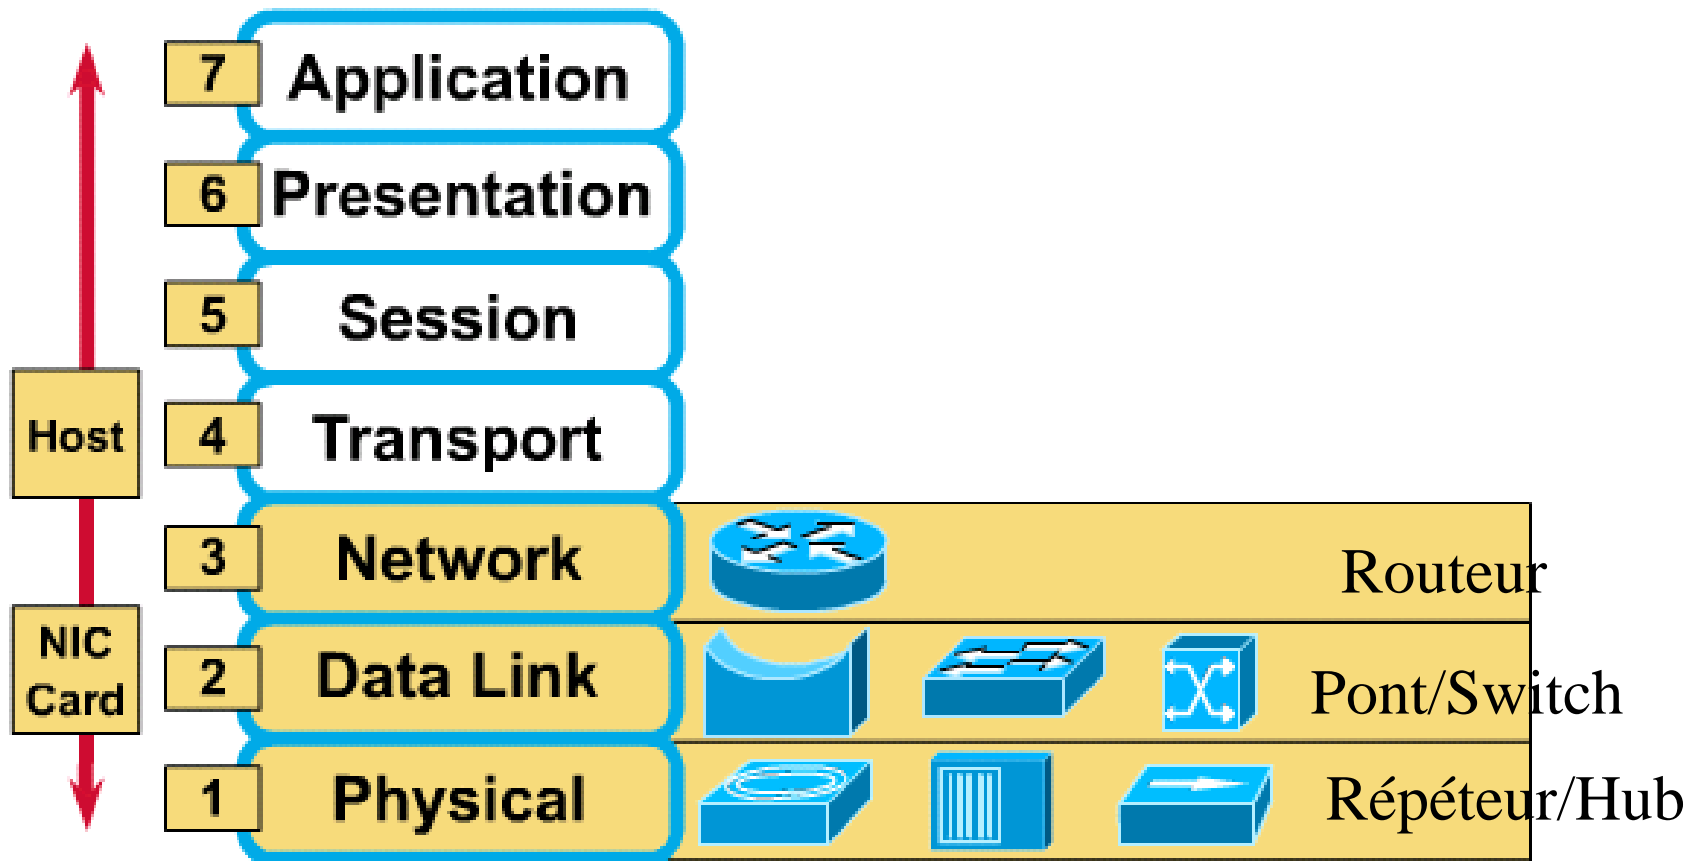 7 Application
6 Presentation
5 Session
Host
4 Transport
3 Network Routeur
NIC
Card
2 Data Link Pont/Switch
1 Physical Répéteur/Hub